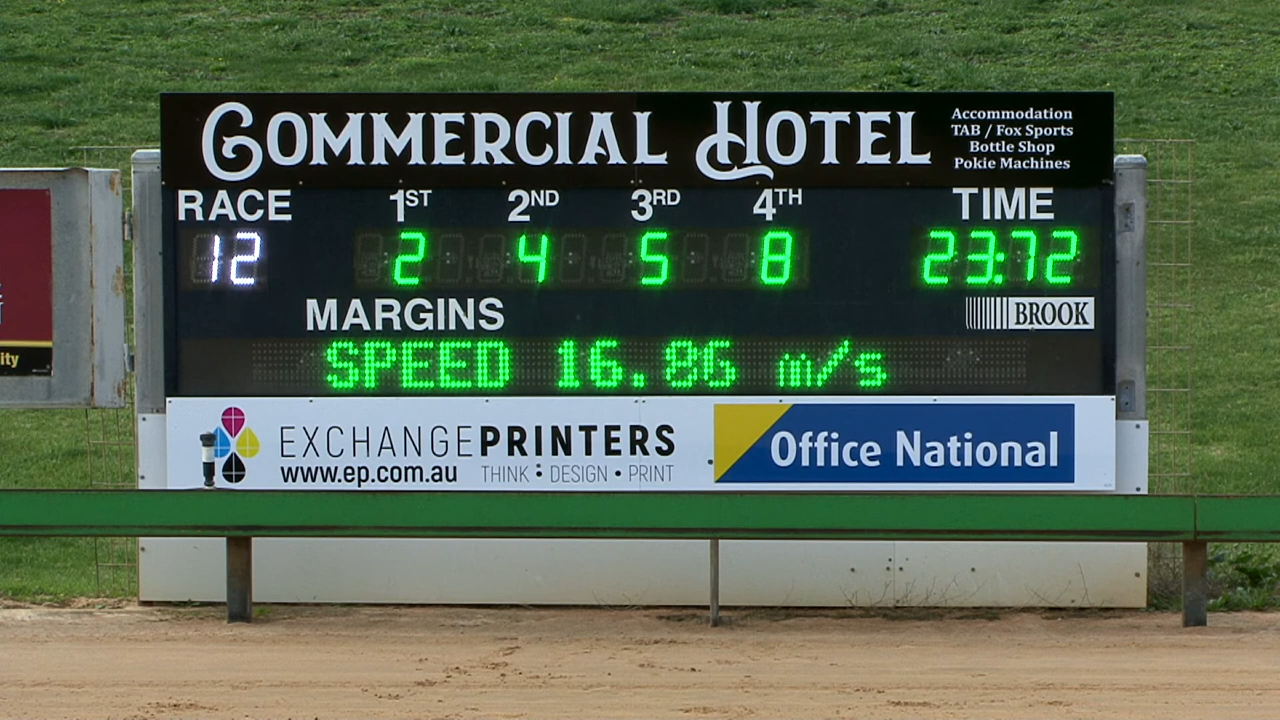 COMMERCIAL HOTEL
Accommodation
TAB / Fox Sports
Bottle Shop
Pokie Machines
RACE 1ST 2ND 3RD 4TH TIME
12 2 4 5 8 23:72
MARGINS
BROOK
SPEED 16.86 m/s
EXCHANGEPRINTERS
www.ep.com.au THINK • DESIGN • PRINT
Office National
ity